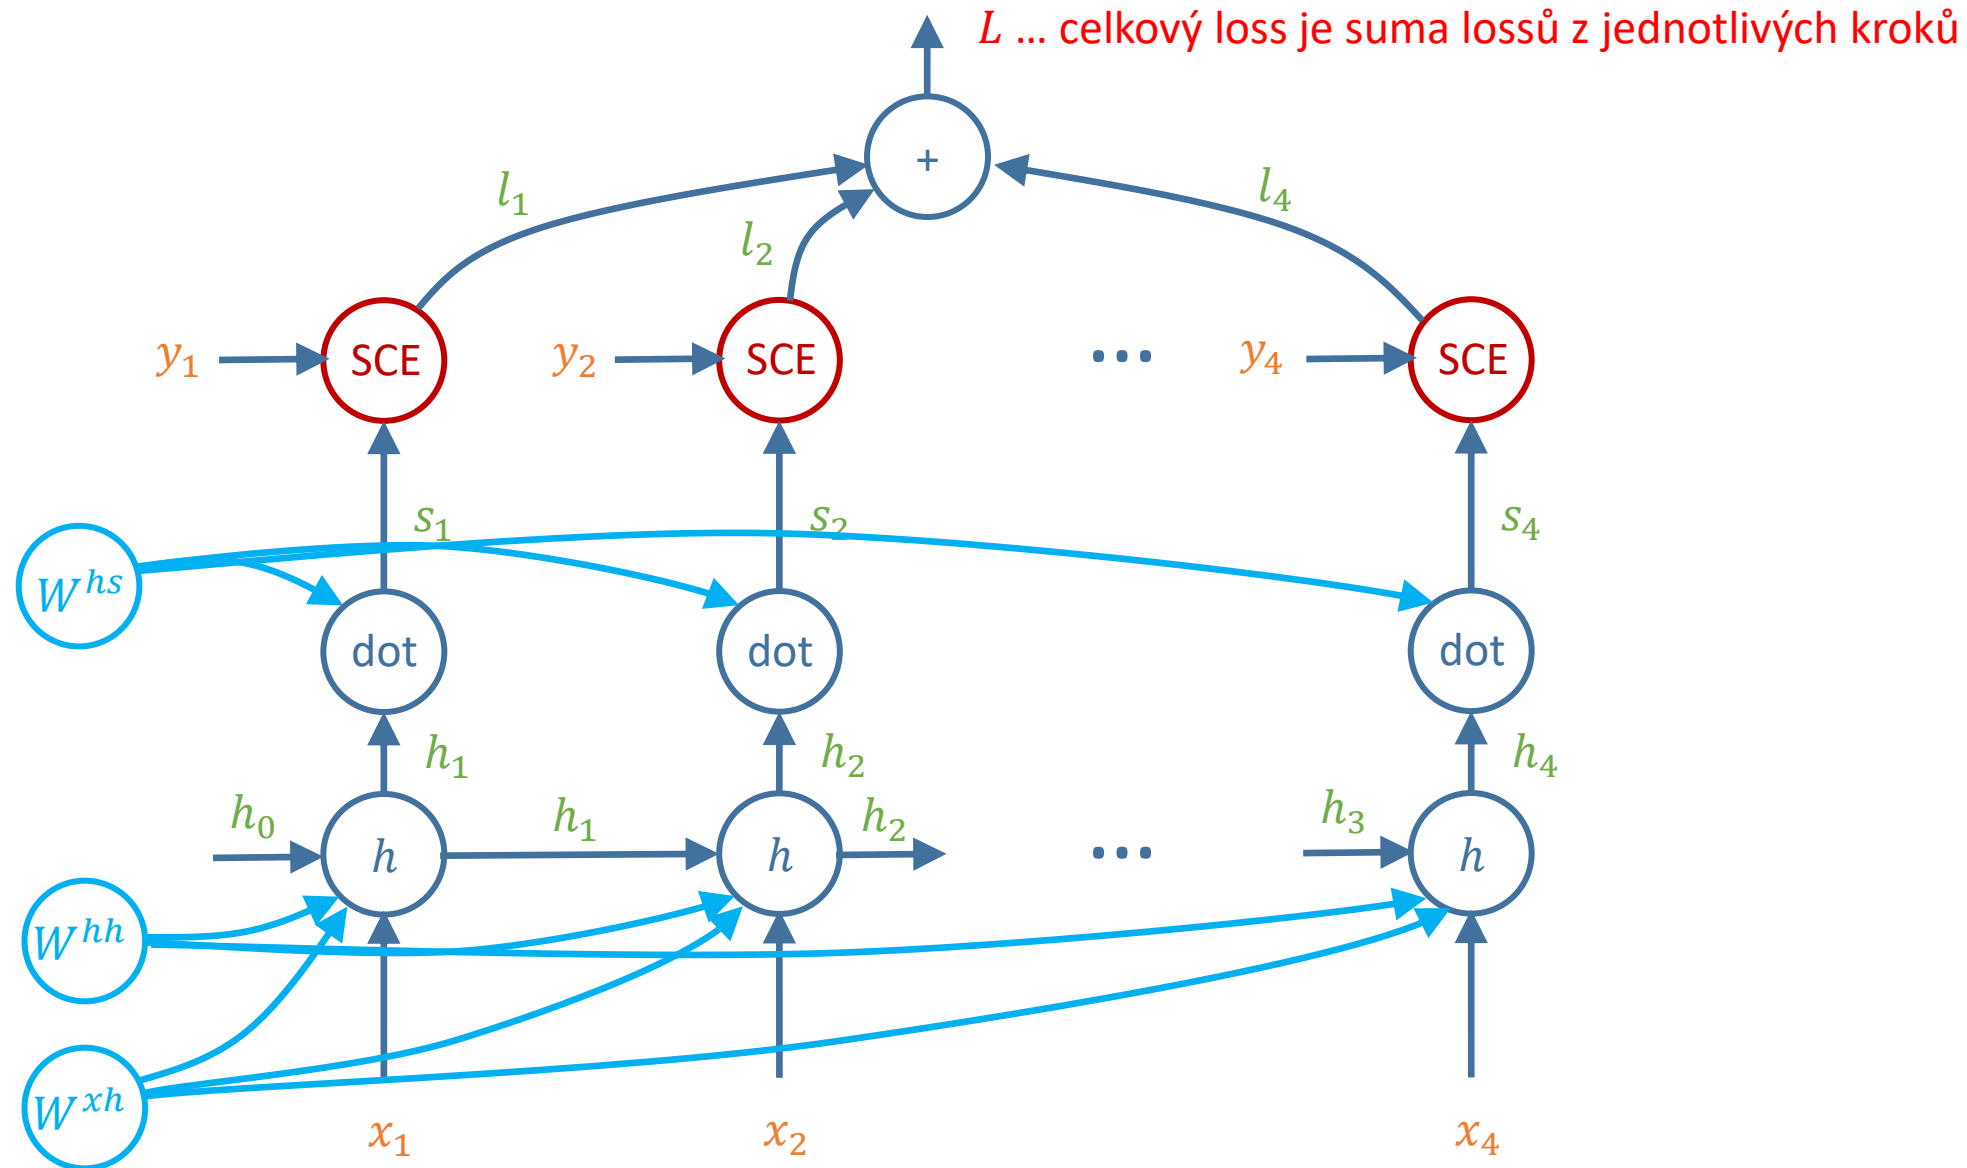 L … celkový loss je suma lossů z jednotlivých kroků
+
l₁ l₄
l₂
y₁ SCE y₂ SCE … y₄ SCE
s₁ s₂ s₄
Wʰˢ
dot dot dot
h₁ h₂ h₄
h₀ h₁ h₂ h₃
h h … h
Wʰʰ
Wˣʰ
x₁ x₂ x₄